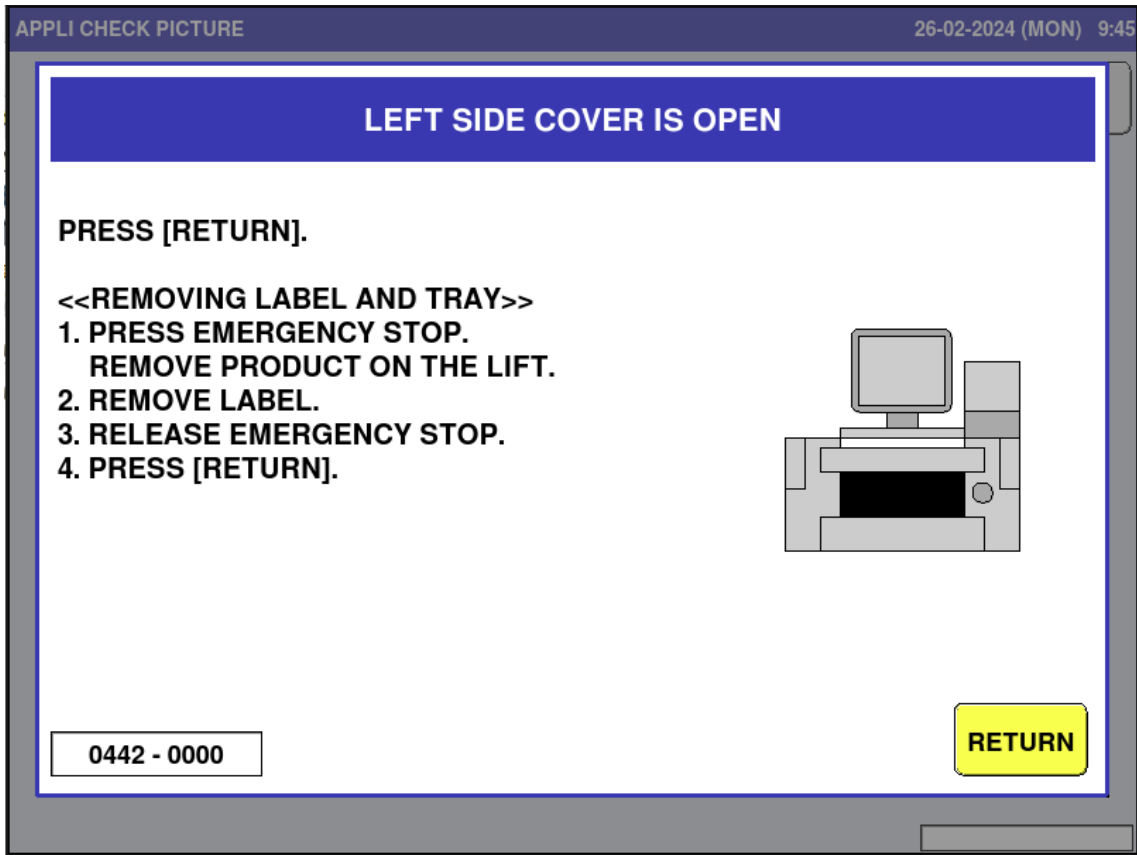 APPLI CHECK PICTURE 26-02-2024 (MON) 9:45
LEFT SIDE COVER IS OPEN
PRESS [RETURN].
<<REMOVING LABEL AND TRAY>>
1. PRESS EMERGENCY STOP.
REMOVE PRODUCT ON THE LIFT.
2. REMOVE LABEL.
3. RELEASE EMERGENCY STOP.
4. PRESS [RETURN].
0442 - 0000
RETURN